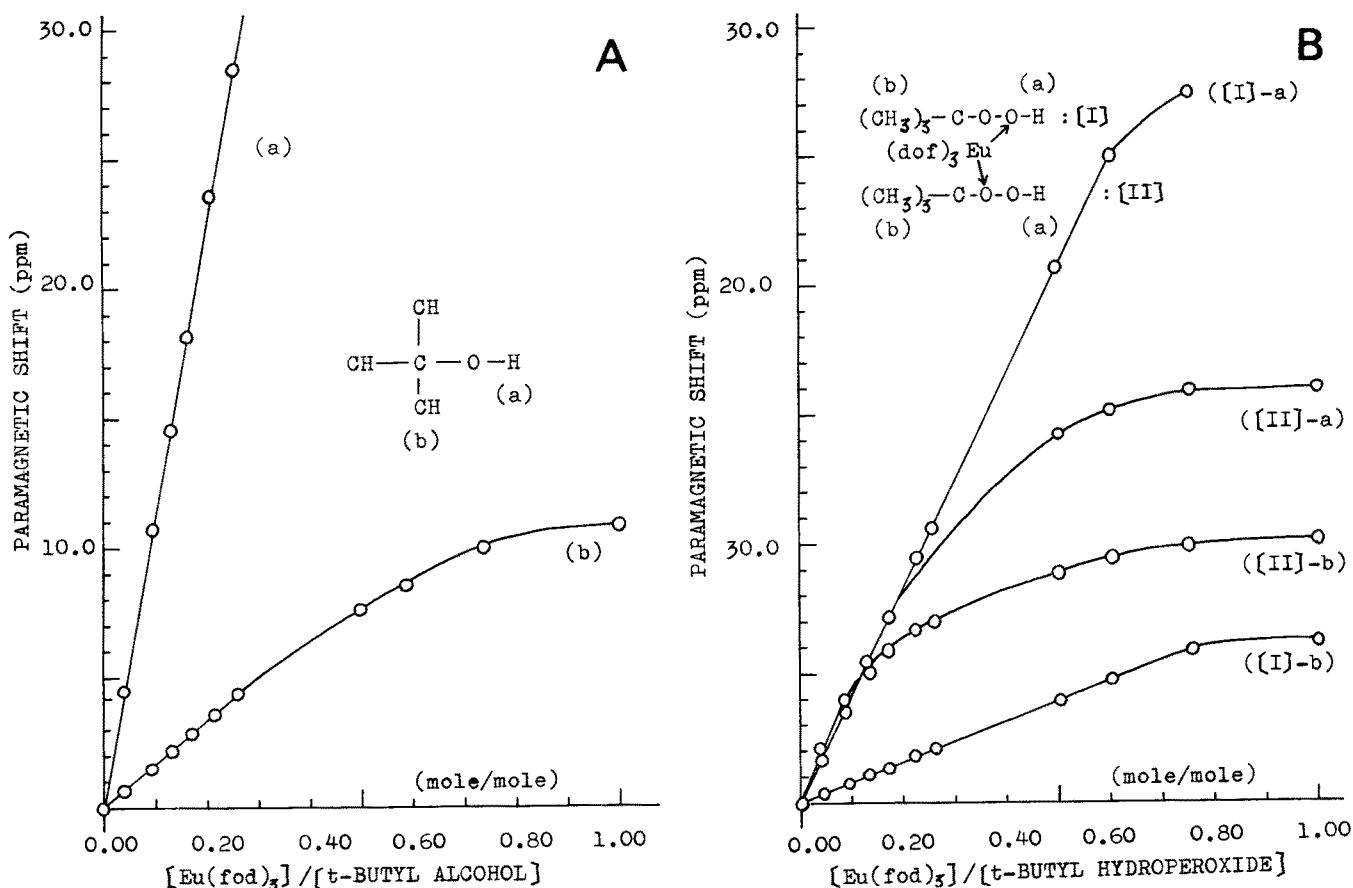 A
30.0
20.0
10.0
PARAMAGNETIC SHIFT (ppm)
(a)
CH
CH—C—O—H
(a)
CH
(b)
(b)
(mole/mole)
0.00 0.20 0.40 0.60 0.80 1.00
[Eu(fod)3]/[t-BUTYL ALCOHOL]
B
30.0
20.0
30.0
PARAMAGNETIC SHIFT (ppm)
(b) (a)
(CH3)3—C-O-O-H :[I]
(dof)3 Eu
(CH3)3—C-O-O-H :[II]
(b) (a)
([I]-a)
([II]-a)
([II]-b)
([I]-b)
(mole/mole)
0.00 0.20 0.40 0.60 0.80 1.00
[Eu(fod)3]/[t-BUTYL HYDROPEROXIDE]